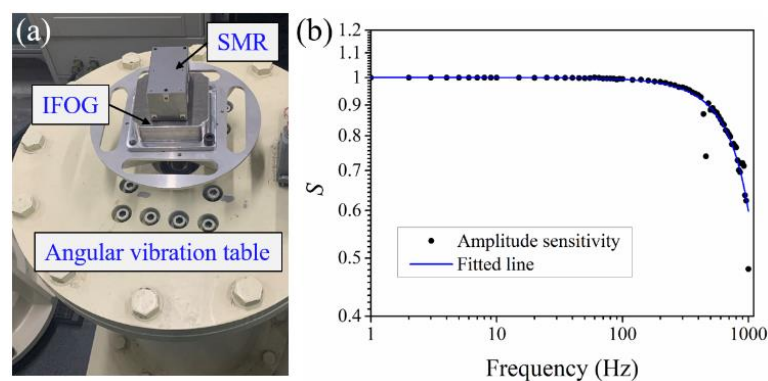 (a)
SMR
IFOG
Angular vibration table
(b)
1.2
1.1
1
0.9
0.8
0.7
0.6
0.5
0.4
S
Amplitude sensitivity
Fitted line
1
10
100
1000
Frequency (Hz)